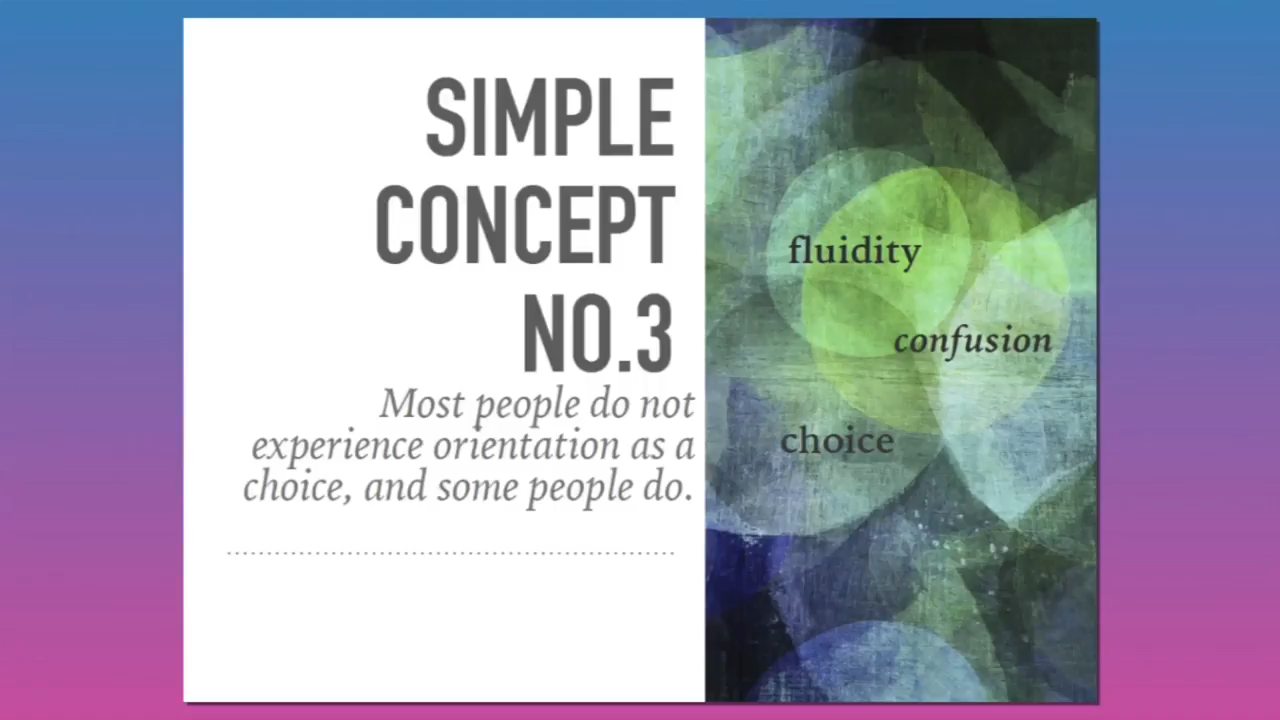 SIMPLE
CONCEPT
NO.3
Most people do not
experience orientation as a
choice, and some people do.
fluidity
confusion
choice